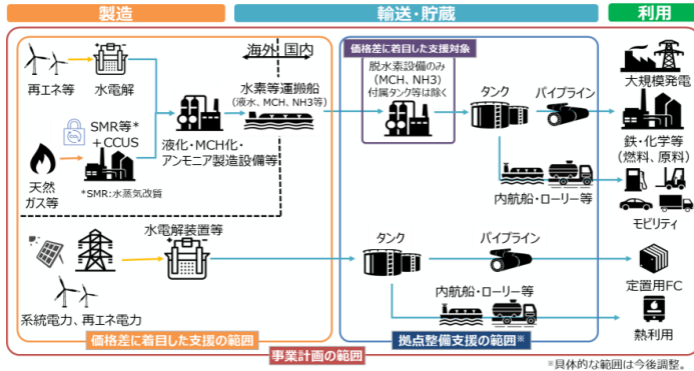 製造
輸送・貯蔵
利用
海外 国内
価格差に着目した支援対象
脱水素設備のみ
(MCH、NH3)
付属タンク等は除く
再エネ等
水電解
水素等運搬船
(液水、MCH、NH3等)
タンク
パイプライン
大規模発電
SMR等*
+CCUS
液化・MCH化・
アンモニア製造設備等
鉄・化学等
(燃料、原料)
天然
ガス等
*SMR:水蒸気改質
内航船・ローリー等
モビリティ
水電解装置等
タンク
パイプライン
定置用FC
系統電力、再エネ電力
内航船・ローリー等
熱利用
価格差に着目した支援の範囲
拠点整備支援の範囲※
事業計画の範囲
※具体的な範囲は今後調整。